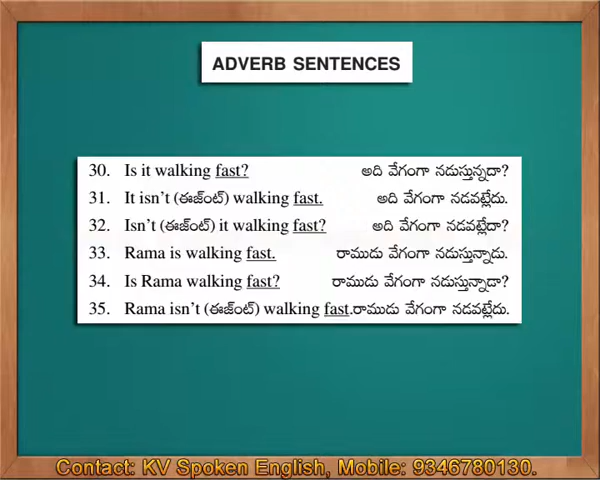 ADVERB SENTENCES
30. Is it walking fast? అది వేగంగా నడుస్తున్నదా?
31. It isn't (ఈజ్ంట్) walking fast. అది వేగంగా నడవట్లేదు.
32. Isn't (ఈజ్ంట్) it walking fast? అది వేగంగా నడవట్లేదా?
33. Rama is walking fast. రాముడు వేగంగా నడుస్తున్నాడు.
34. Is Rama walking fast? రాముడు వేగంగా నడుస్తున్నాడా?
35. Rama isn't (ఈజ్ంట్) walking fast.రాముడు వేగంగా నడవట్లేదు.
Contact: KV Spoken English, Mobile: 9346780130.